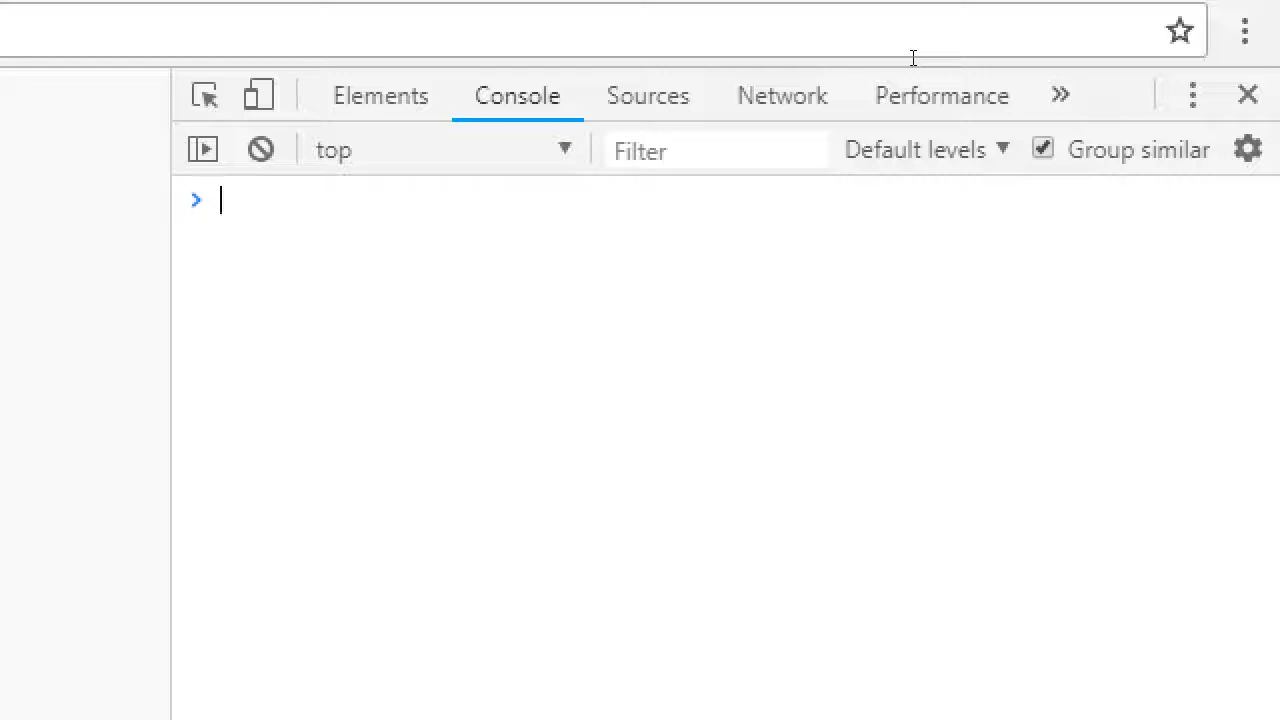 Elements Console Sources Network Performance »
top Filter Default levels Group similar